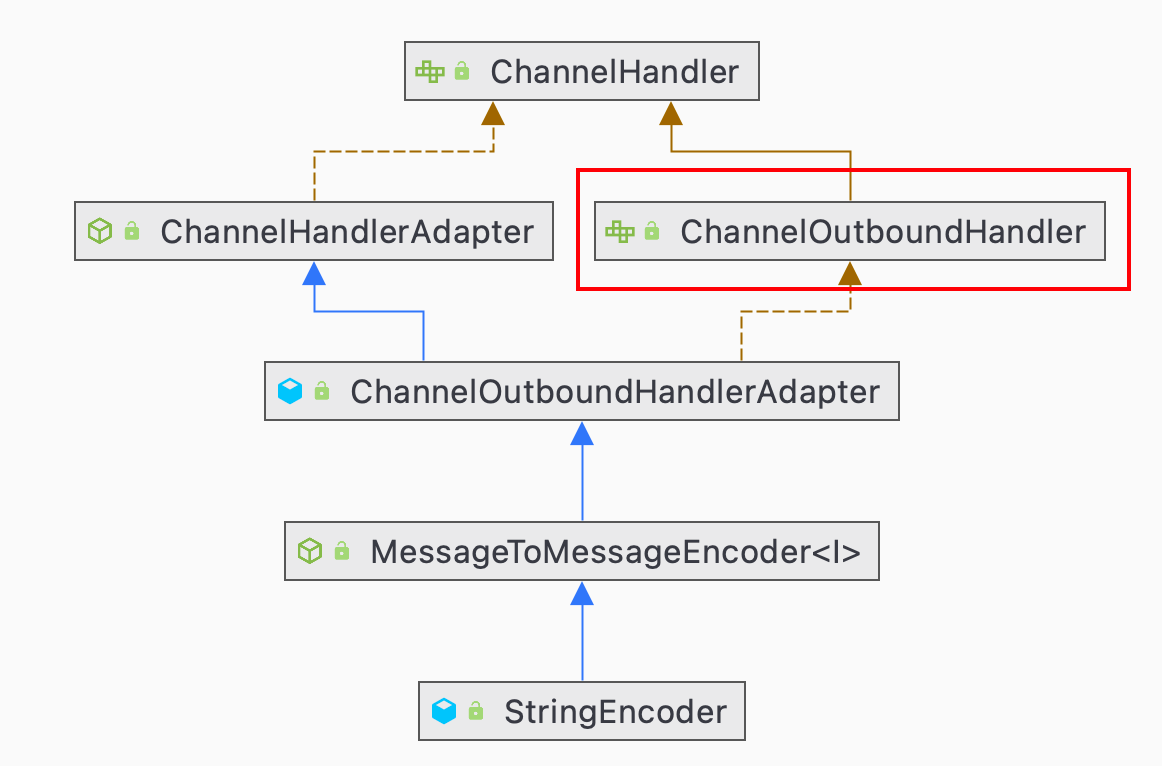 ChannelHandler
ChannelHandlerAdapter
ChannelOutboundHandler
ChannelOutboundHandlerAdapter
MessageToMessageEncoder<I>
StringEncoder